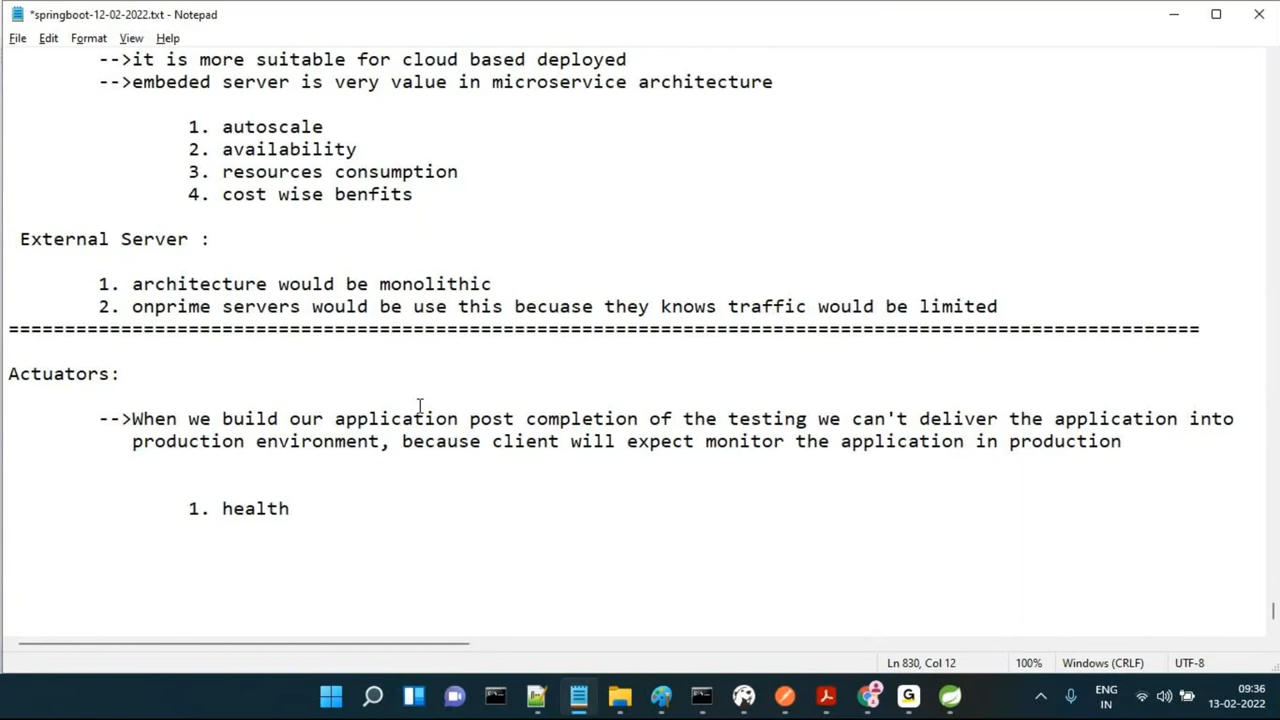 *springboot-12-02-2022.txt - Notepad
File Edit Format View Help
-->it is more suitable for cloud based deployed
-->embeded server is very value in microservice architecture
1. autoscale
2. availability
3. resources consumption
4. cost wise benfits
External Server :
1. architecture would be monolithic
2. onprime servers would be use this becuase they knows traffic would be limited
==========================================================================================================
Actuators:
-->When we build our application post completion of the testing we can't deliver the application into
production environment, because client will expect monitor the application in production
1. health
Ln 830, Col 12 100% Windows (CRLF) UTF-8
ENG
IN
09:36
13-02-2022
G